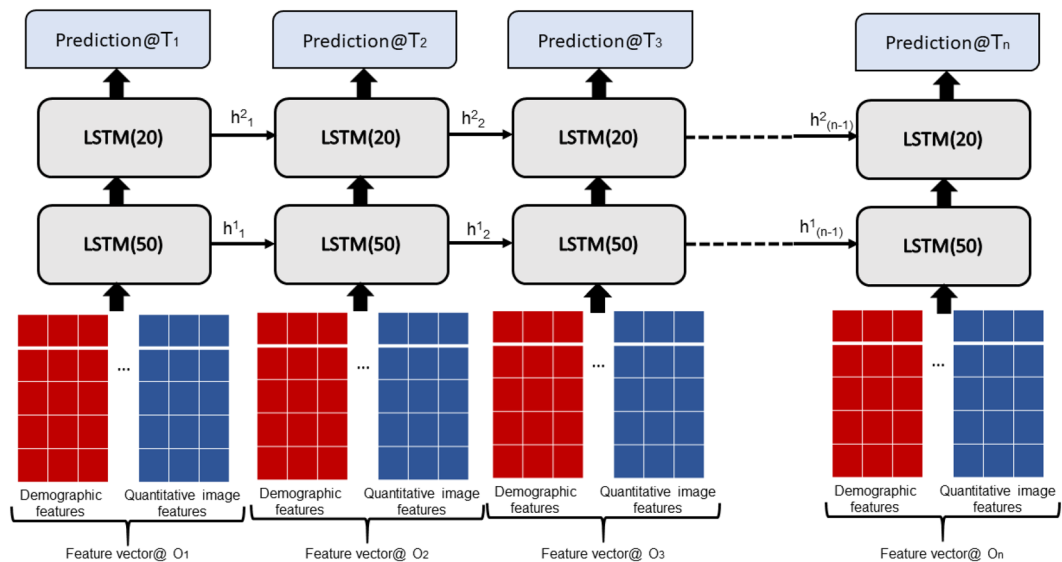 Prediction@T1
Prediction@T2
Prediction@T3
Prediction@Tn
LSTM(20)
h²1
LSTM(20)
h²2
LSTM(20)
h²(n-1)
LSTM(20)
LSTM(50)
h¹1
LSTM(50)
h¹2
LSTM(50)
h¹(n-1)
LSTM(50)
...
...
...
...
Demographic
features
Quantitative image
features
Demographic
features
Quantitative image
features
Demographic
features
Quantitative image
features
Demographic
features
Quantitative image
features
Feature vector@ O1
Feature vector@ O2
Feature vector@ O3
Feature vector@ On